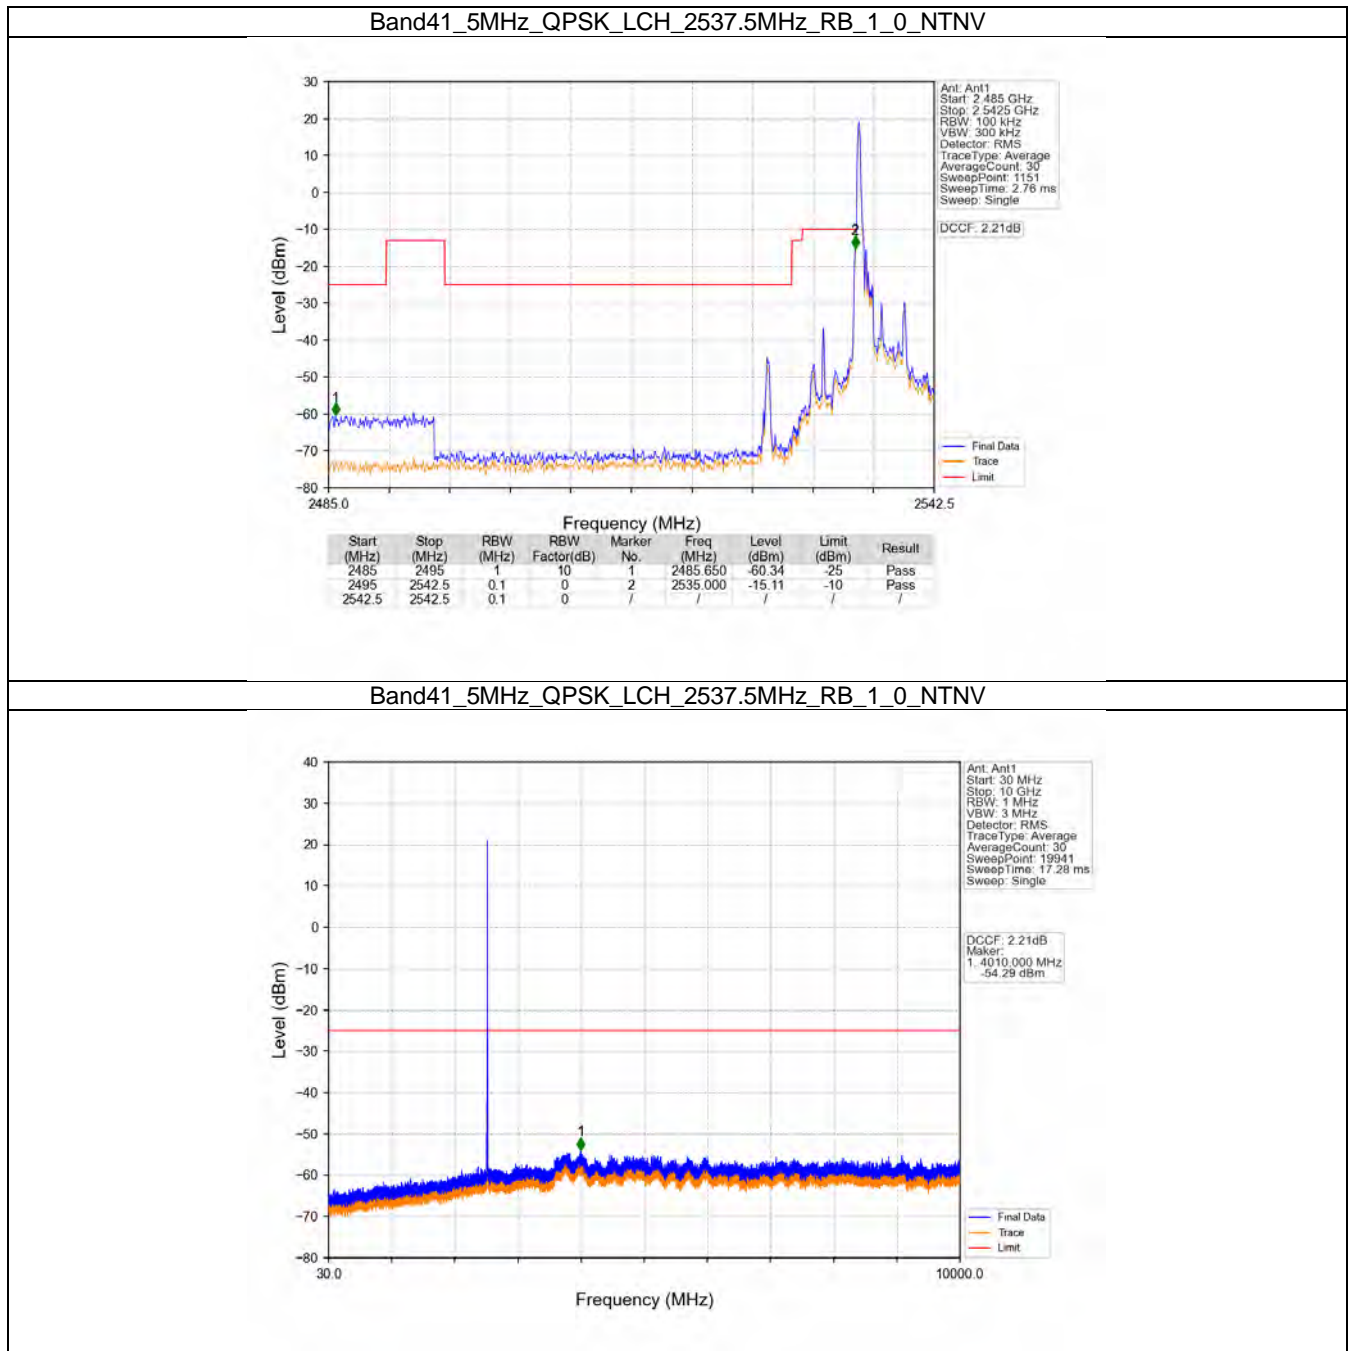 Band41_5MHz_QPSK_LCH_2537.5MHz_RB_1_0_NTNV
30
20
10
0
−10
−20
−30
−40
−50
−60
−70
−80
Level (dBm)
1
2
2485.0
2542.5
Frequency (MHz)
Ant: Ant1
Start: 2.485 GHz
Stop: 2.5425 GHz
RBW: 100 kHz
VBW: 300 kHz
Detector: RMS
TraceType: Average
AverageCount: 30
SweepPoint: 1151
SweepTime: 2.76 ms
Sweep: Single
DCCF: 2.21dB
Final Data
Trace
Limit
Start (MHz) Stop (MHz) RBW (MHz) RBW Factor(dB) Marker No. Freq (MHz) Level (dBm) Limit (dBm) Result
2485 2495 1 10 1 2485.650 -60.34 -25 Pass
2495 2542.5 0.1 0 2 2535.000 -15.11 -10 Pass
2542.5 2542.5 0.1 0 / / / / /
Band41_5MHz_QPSK_LCH_2537.5MHz_RB_1_0_NTNV
40
30
20
10
0
−10
−20
−30
−40
−50
−60
−70
−80
Level (dBm)
1
30.0
10000.0
Frequency (MHz)
Ant: Ant1
Start: 30 MHz
Stop: 10 GHz
RBW: 1 MHz
VBW: 3 MHz
Detector: RMS
TraceType: Average
AverageCount: 30
SweepPoint: 19941
SweepTime: 17.28 ms
Sweep: Single
DCCF: 2.21dB
Maker:
1. 4010.000 MHz
-54.29 dBm
Final Data
Trace
Limit